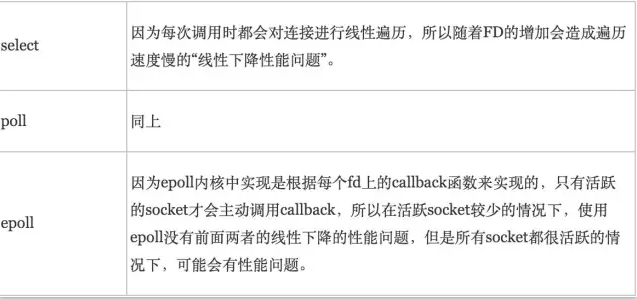 select
因为每次调用时都会对连接进行线性遍历，所以随着FD的增加会造成遍历
速度慢的“线性下降性能问题”。
poll
同上
epoll
因为epoll内核中实现是根据每个fd上的callback函数来实现的，只有活跃
的socket才会主动调用callback，所以在活跃socket较少的情况下，使用
epoll没有前面两者的线性下降的性能问题，但是所有socket都很活跃的情
况下，可能会有性能问题。